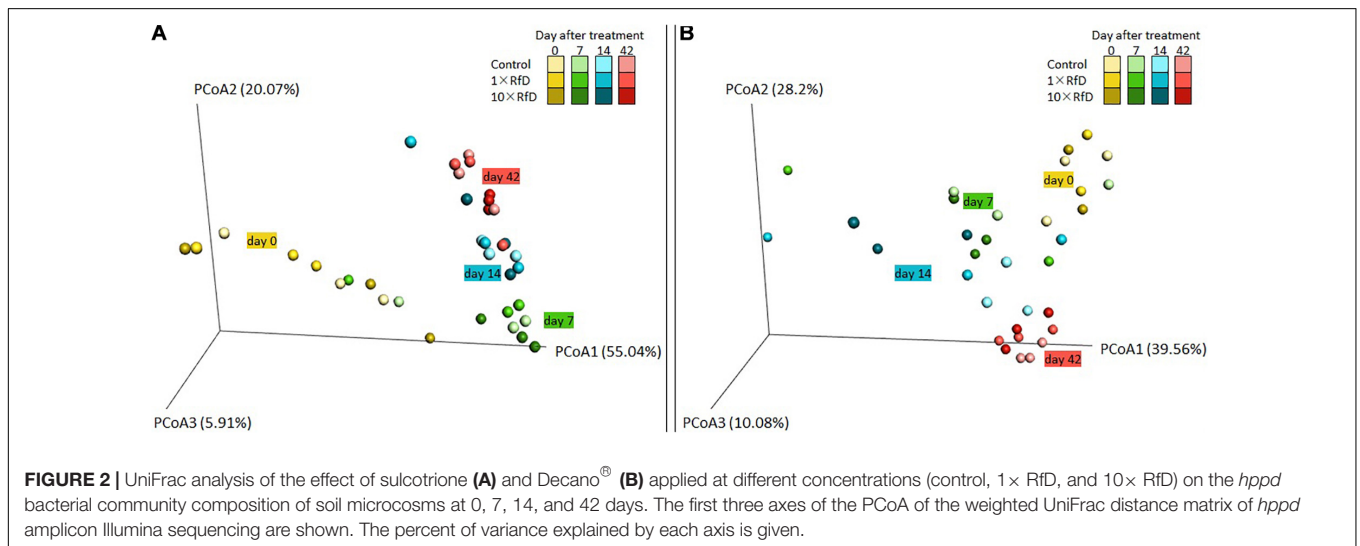 A
Day after treatment
0 7 14 42
Control
1×RfD
10×RfD
PCoA2 (20.07%)
day 42
day 0
day 14
day 7
PCoA1 (55.04%)
PCoA3 (5.91%)
B
Day after treatment
0 7 14 42
Control
1×RfD
10×RfD
PCoA2 (28.2%)
day 0
day 7
day 14
PCoA1 (39.56%)
day 42
PCoA3 (10.08%)
FIGURE 2 | UniFrac analysis of the effect of sulcotrione (A) and Decano® (B) applied at different concentrations (control, 1× RfD, and 10× RfD) on the hppd
bacterial community composition of soil microcosms at 0, 7, 14, and 42 days. The first three axes of the PCoA of the weighted UniFrac distance matrix of hppd
amplicon Illumina sequencing are shown. The percent of variance explained by each axis is given.